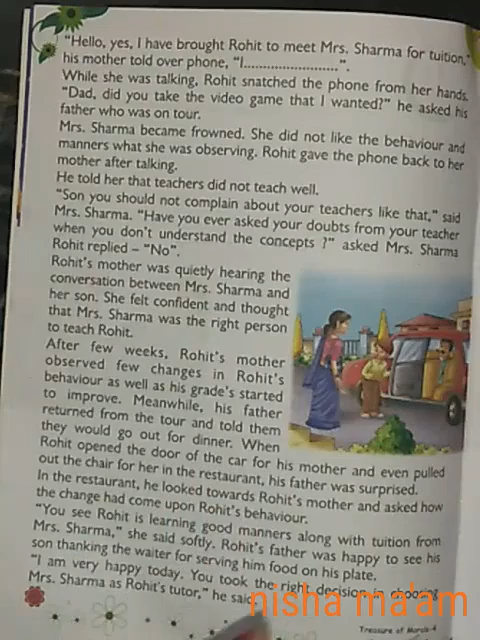 "Hello, yes, I have brought Rohit to meet Mrs. Sharma for tuition,"
his mother told over phone, "I........................".
While she was talking, Rohit snatched the phone from her hands.
"Dad, did you take the video game that I wanted?" he asked his
father who was on tour.
Mrs. Sharma became frowned. She did not like the behaviour and
manners what she was observing. Rohit gave the phone back to her
mother after talking.
He told her that teachers did not teach well.
"Son you should not complain about your teachers like that," said
Mrs. Sharma. "Have you ever asked your doubts from your teacher
when you don't understand the concepts ?" asked Mrs. Sharma
Rohit replied – "No".
Rohit's mother was quietly hearing the
conversation between Mrs. Sharma and
her son. She felt confident and thought
that Mrs. Sharma was the right person
to teach Rohit.
After few weeks, Rohit's mother
observed few changes in Rohit's
behaviour as well as his grade's started
to improve. Meanwhile, his father
returned from the tour and told them
they would go out for dinner. When
Rohit opened the door of the car for his mother and even pulled
out the chair for her in the restaurant, his father was surprised.
In the restaurant, he looked towards Rohit's mother and asked how
the change had come upon Rohit's behaviour.
"You see Rohit is learning good manners along with tuition from
Mrs. Sharma," she said softly. Rohit's father was happy to see his
son thanking the waiter for serving him food on his plate.
"I am very happy today. You took the right decision in choosing
Mrs. Sharma as Rohit's tutor," he said
nisha ma'am
Treasure of Morals-4